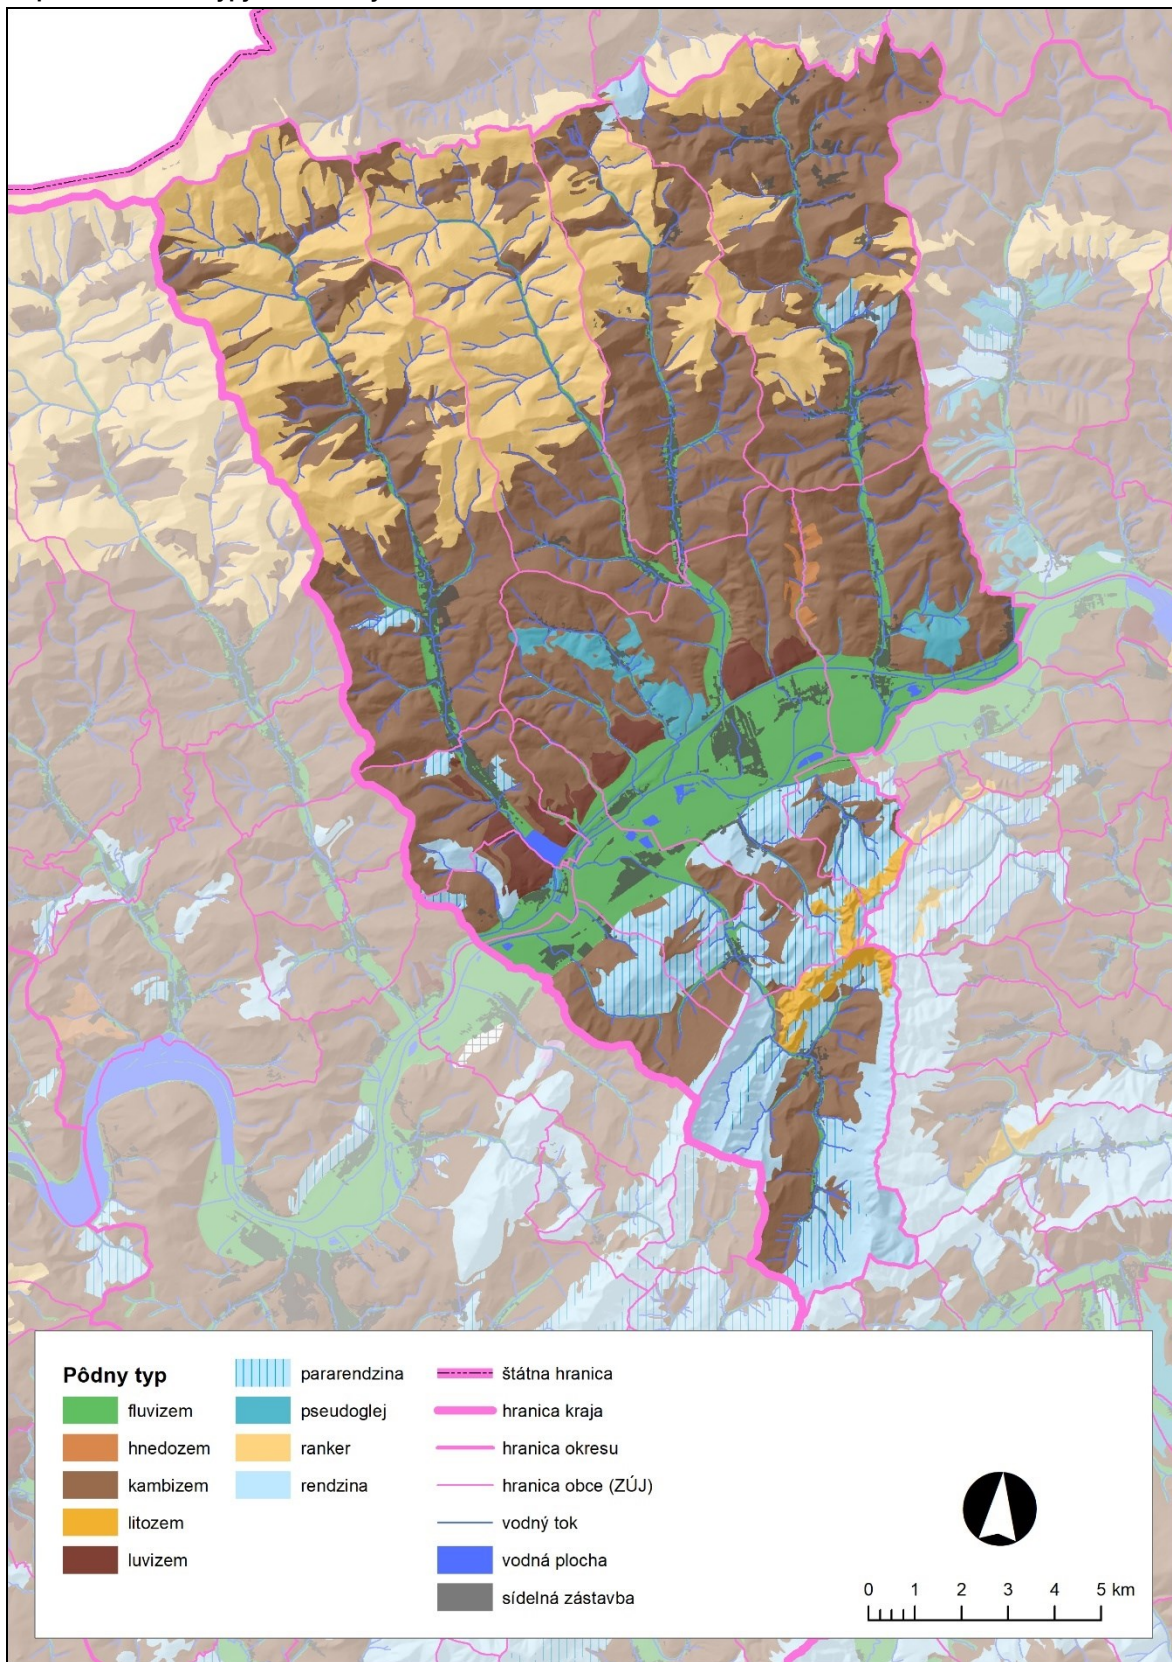 Pôdny typ
fluvizem
hnedozem
kambizem
litozem
luvizem
pararendzina
pseudoglej
ranker
rendzina
štátna hranica
hranica kraja
hranica okresu
hranica obce (ZÚJ)
vodný tok
vodná plocha
sídelná zástavba
0 1 2 3 4 5 km